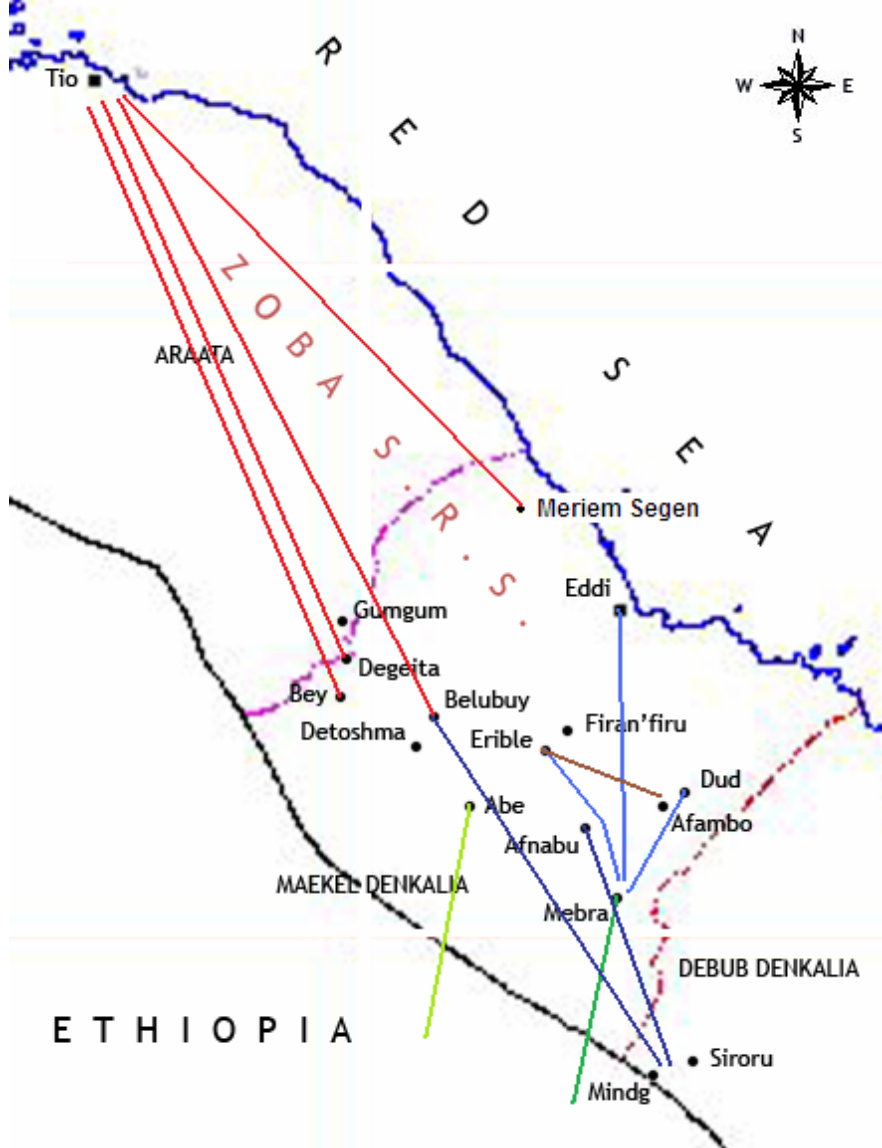 N
W E
S
Tio
R E D S E A
ARAATA
Z O B A S . R . S .
Meriem Segen
Eddi
Gumgum
Degeita
Bey
Belubuy
Detoshma
Erible
Firan'firu
Dud
Abe
Afambo
Afnabu
MAEKEL DENKALIA
Mebra
DEBUB DENKALIA
E T H I O P I A
Siroru
Mindg